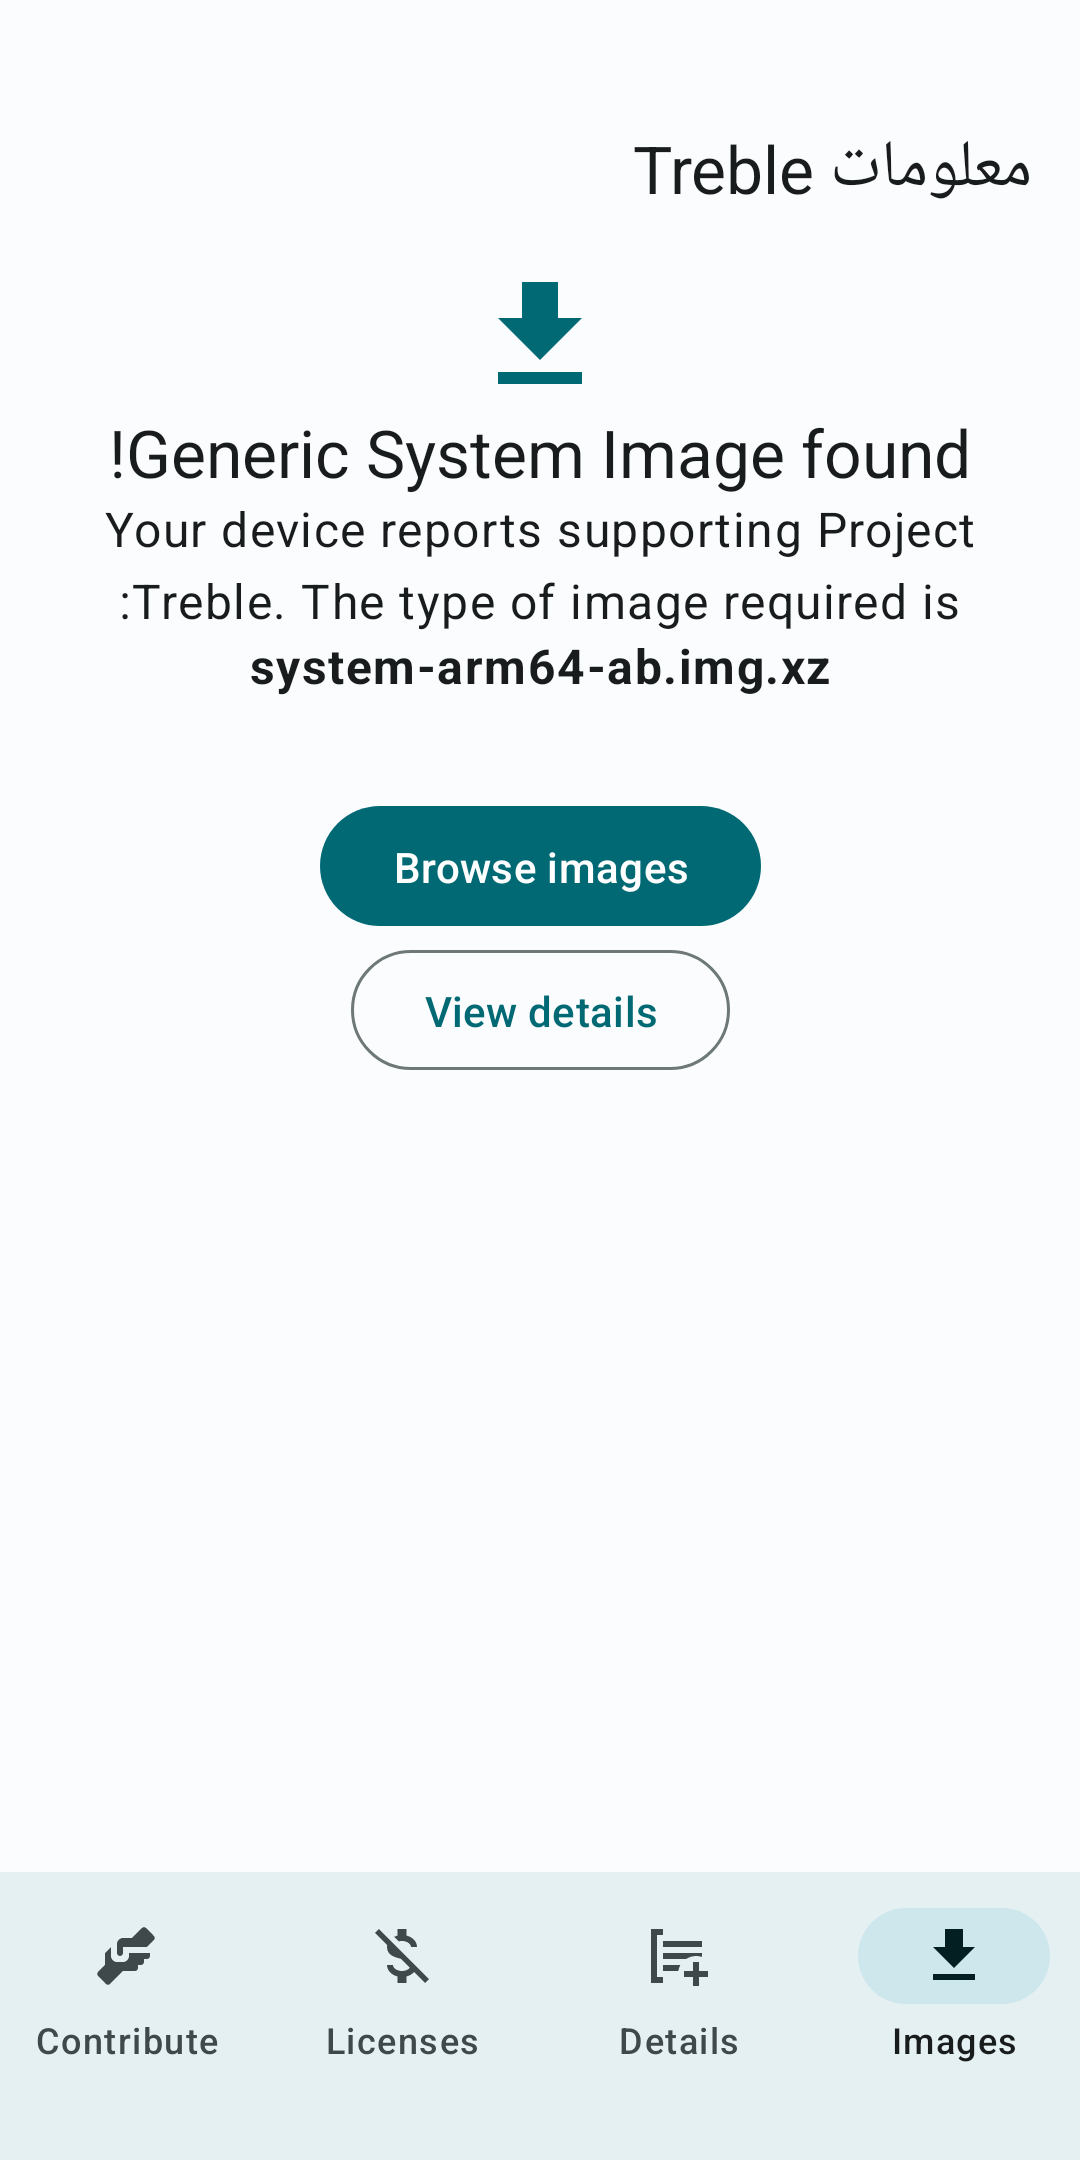 معلومات Treble
!Generic System Image found
Your device reports supporting Project
:Treble. The type of image required is
system-arm64-ab.img.xz
Browse images
View details
Contribute
Licenses
Details
Images